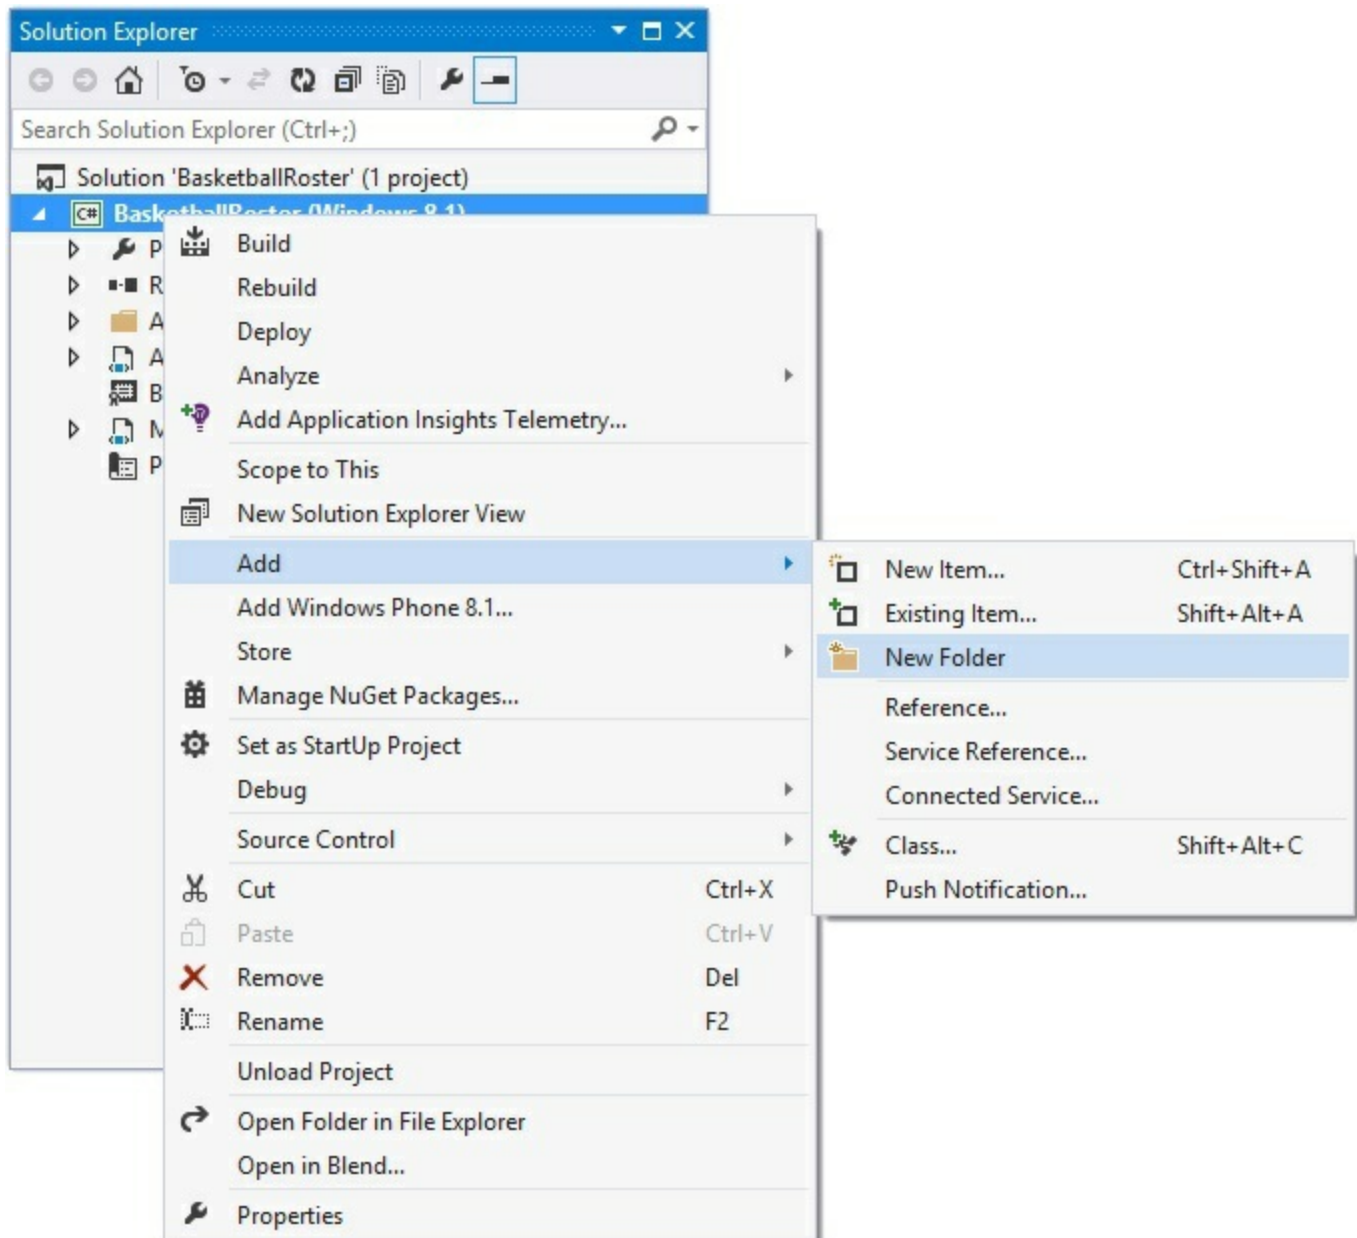 Solution Explorer
Search Solution Explorer (Ctrl+;)
Solution 'BasketballRoster' (1 project)
C# BasketballRoster (Windows 8.1)
P
R
A
A
B
M
P
Build
Rebuild
Deploy
Analyze
Add Application Insights Telemetry...
Scope to This
New Solution Explorer View
Add
Add Windows Phone 8.1...
Store
Manage NuGet Packages...
Set as StartUp Project
Debug
Source Control
Cut Ctrl+X
Paste Ctrl+V
Remove Del
Rename F2
Unload Project
Open Folder in File Explorer
Open in Blend...
Properties
New Item... Ctrl+Shift+A
Existing Item... Shift+Alt+A
New Folder
Reference...
Service Reference...
Connected Service...
Class... Shift+Alt+C
Push Notification...